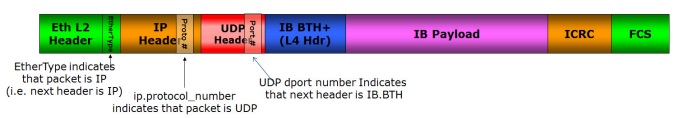 Eth L2
Header
EtherType
IP
Header
Proto #
UDP
Header
Port #
IB BTH+
(L4 Hdr)
IB Payload
ICRC
FCS
EtherType indicates
that packet is IP
(i.e. next header is IP)
ip.protocol_number
indicates that packet is UDP
UDP dport number Indicates
that next header is IB.BTH